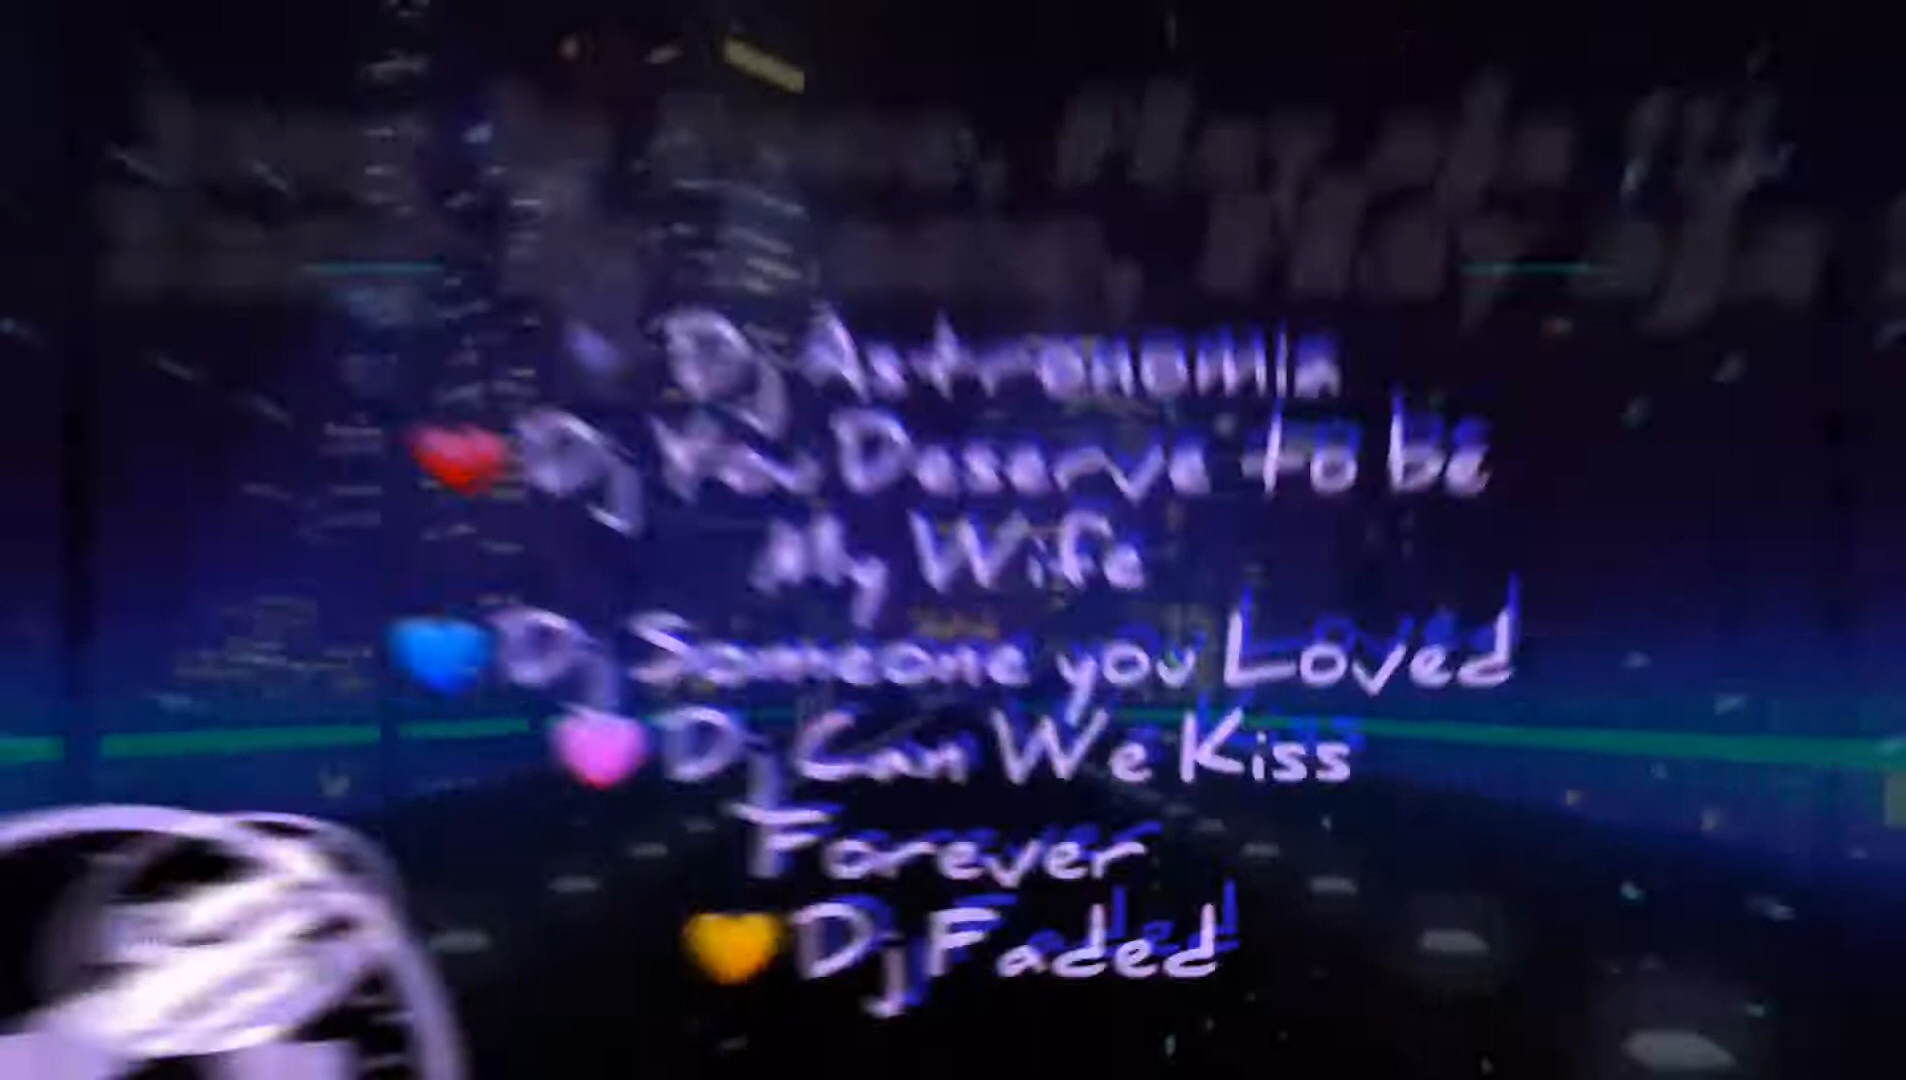 Dj Astronomia
❤️ Dj You Deserve to be
My Wife
💙 Dj Someone you Loved
🩷 Dj Can We Kiss
Forever
💛 Dj Faded